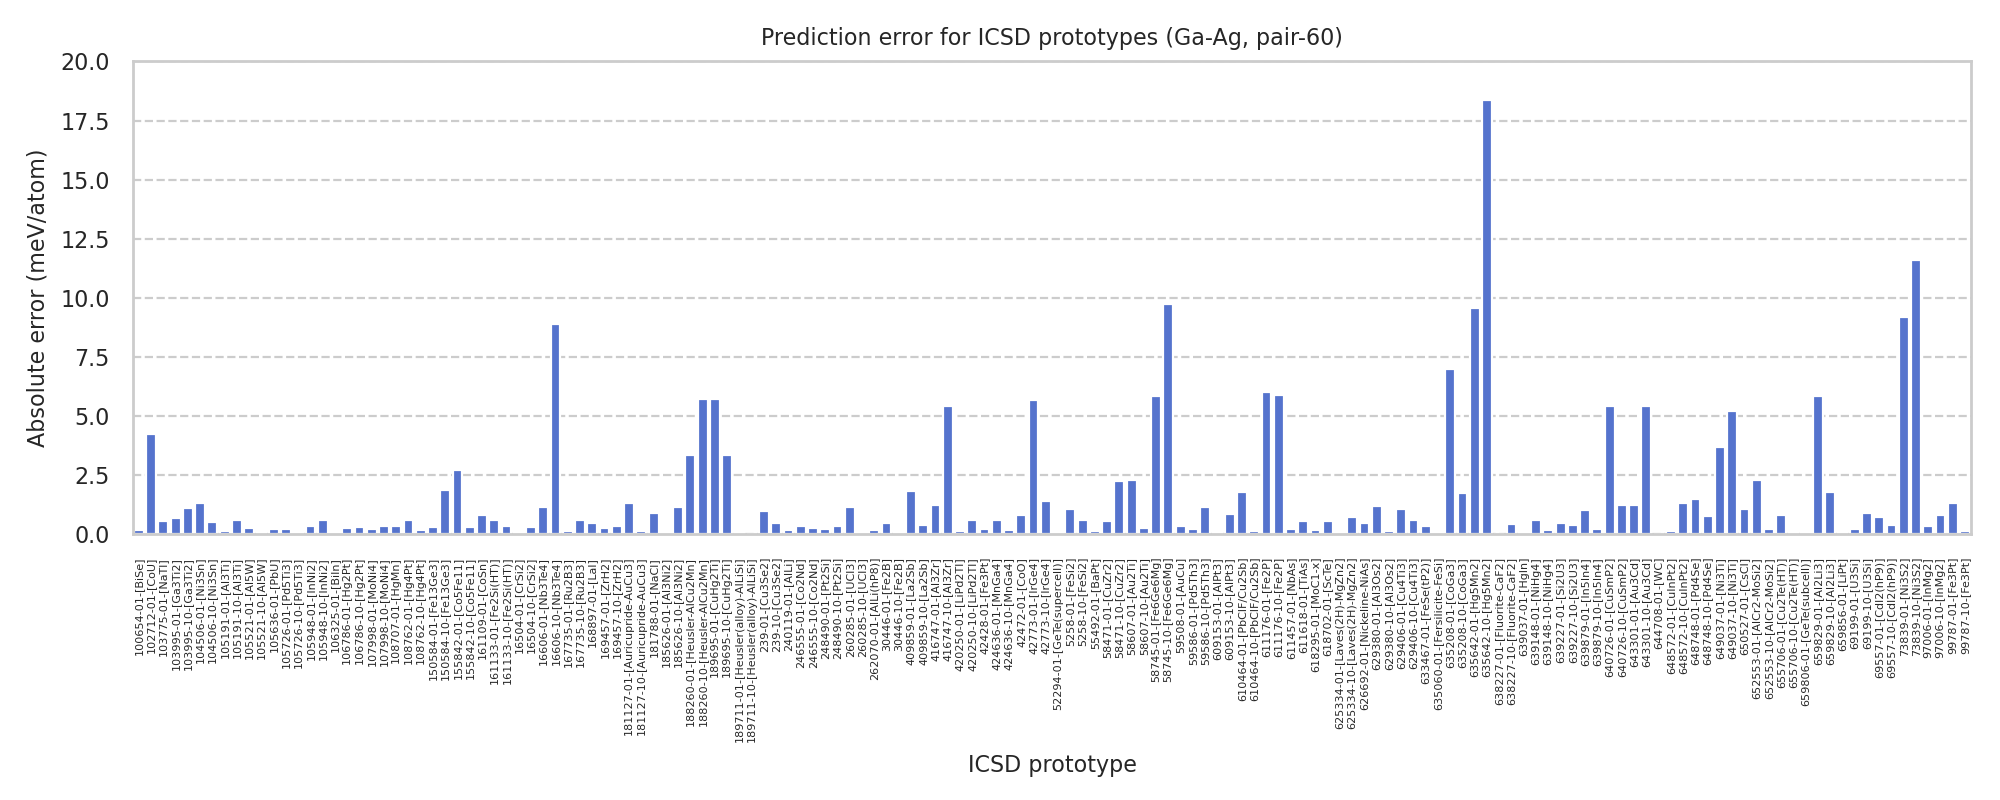 Prediction error for ICSD prototypes (Ga-Ag, pair-60)
Absolute error (meV/atom)
20.0
17.5
15.0
12.5
10.0
7.5
5.0
2.5
0.0
100654-01-[BiSe]
102712-01-[CoU]
103775-01-[NaTl]
103995-01-[Ga3Ti2]
103995-10-[Ga3Ti2]
104506-01-[Ni3Sn]
104506-10-[Ni3Sn]
105191-01-[Al3Ti]
105191-10-[Al3Ti]
105521-01-[Al5W]
105521-10-[Al5W]
105636-01-[PbU]
105726-01-[Pd5Ti3]
105726-10-[Pd5Ti3]
105948-01-[InNi2]
105948-10-[InNi2]
106325-01-[BiIn]
106786-01-[Hg2Pt]
106786-10-[Hg2Pt]
107998-01-[MoNi4]
107998-10-[MoNi4]
108707-01-[HgMn]
108762-01-[Hg4Pt]
108762-10-[Hg4Pt]
150584-01-[Fe13Ge3]
150584-10-[Fe13Ge3]
155842-01-[Co5Fe11]
155842-10-[Co5Fe11]
161109-01-[CoSn]
161133-01-[Fe2Si(HT)]
161133-10-[Fe2Si(HT)]
16504-01-[CrSi2]
16504-10-[CrSi2]
166606-01-[Nb3Te4]
166606-10-[Nb3Te4]
167735-01-[Ru2B3]
167735-10-[Ru2B3]
168897-01-[LaI]
169457-01-[ZrH2]
169457-10-[ZrH2]
181127-01-[Auricupride-AuCu3]
181127-10-[Auricupride-AuCu3]
181788-01-[NaCl]
185626-01-[Al3Ni2]
185626-10-[Al3Ni2]
188260-01-[Heusler-AlCu2Mn]
188260-10-[Heusler-AlCu2Mn]
189695-01-[CuHg2Ti]
189695-10-[CuHg2Ti]
189711-01-[Heusler(alloy)-AlLiSi]
189711-10-[Heusler(alloy)-AlLiSi]
239-01-[Cu3Se2]
239-10-[Cu3Se2]
240119-01-[AlLi]
246555-01-[Co2Nd]
246555-10-[Co2Nd]
248490-01-[Pt2Si]
248490-10-[Pt2Si]
260285-01-[UCl3]
260285-10-[UCl3]
262070-01-[AlLi(hP8)]
30446-01-[Fe2B]
30446-10-[Fe2B]
409859-01-[La2Sb]
409859-10-[La2Sb]
416747-01-[Al3Zr]
416747-10-[Al3Zr]
420250-01-[LiPd2Tl]
420250-10-[LiPd2Tl]
42428-01-[Fe3Pt]
424636-01-[MnGa4]
424636-10-[MnGa4]
42472-01-[CoO]
42773-01-[IrGe4]
42773-10-[IrGe4]
52294-01-[GeTe(supercell)]
5258-01-[FeSi2]
5258-10-[FeSi2]
55492-01-[BaPt]
58471-01-[CuZr2]
58471-10-[CuZr2]
58607-01-[Au2Ti]
58607-10-[Au2Ti]
58745-01-[Fe6Ge6Mg]
58745-10-[Fe6Ge6Mg]
59508-01-[AuCu]
59586-01-[Pd5Th3]
59586-10-[Pd5Th3]
609153-01-[AlPt3]
609153-10-[AlPt3]
610464-01-[PbClF/Cu2Sb]
610464-10-[PbClF/Cu2Sb]
611176-01-[Fe2P]
611176-10-[Fe2P]
611457-01-[NbAs]
611618-01-[TiAs]
618295-01-[MoC1-x]
618702-01-[ScTe]
625334-01-[Laves(2H)-MgZn2]
625334-10-[Laves(2H)-MgZn2]
626692-01-[Nickeline-NiAs]
629380-01-[Al3Os2]
629380-10-[Al3Os2]
629406-01-[Cu4Ti3]
629406-10-[Cu4Ti3]
633467-01-[FeSe(tP2)]
635060-01-[Fersilicite-FeSi]
635208-01-[CoGa3]
635208-10-[CoGa3]
635642-01-[Hg5Mn2]
635642-10-[Hg5Mn2]
638227-01-[Fluorite-CaF2]
638227-10-[Fluorite-CaF2]
639037-01-[HgIn]
639148-01-[NiHg4]
639148-10-[NiHg4]
639227-01-[Si2U3]
639227-10-[Si2U3]
639879-01-[InSIn4]
639879-10-[InSIn4]
640726-01-[CuSmP2]
640726-10-[CuSmP2]
643301-01-[Au3Cd]
643301-10-[Au3Cd]
644708-01-[WC]
648572-01-[CuInPt2]
648572-10-[CuInPt2]
648748-01-[Pd4Se]
648748-10-[Pd4Se]
649037-01-[Ni3Ti]
649037-10-[Ni3Ti]
650527-01-[CsCl]
652553-01-[AlCr2-MoSi2]
652553-10-[AlCr2-MoSi2]
655706-01-[Cu2Te(HT)]
655706-10-[Cu2Te(HT)]
659806-01-[GeTe(subcell)]
659829-01-[Al2Li3]
659829-10-[Al2Li3]
659856-01-[LiPt]
69199-01-[U3Si]
69199-10-[U3Si]
69557-01-[CdI2(hP9)]
69557-10-[CdI2(hP9)]
73839-01-[Ni3S2]
73839-10-[Ni3S2]
97006-01-[InMg2]
97006-10-[InMg2]
99787-01-[Fe3Pt]
99787-10-[Fe3Pt]
ICSD prototype